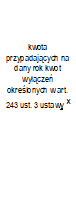 kwota
przypadających na
dany rok kwot
wyłączeń
określonych w art.
243 ust. 3 ustawy x